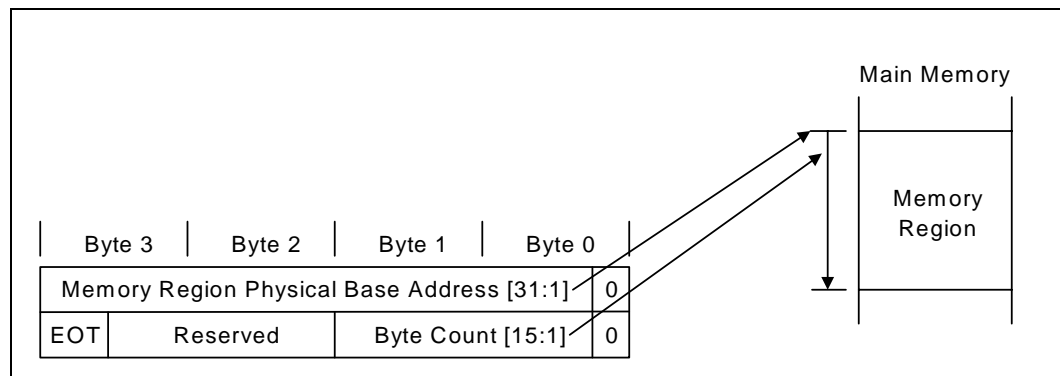 Main Memory
Memory
Region
Byte 3 Byte 2 Byte 1 Byte 0
Memory Region Physical Base Address [31:1] 0
EOT Reserved Byte Count [15:1] 0